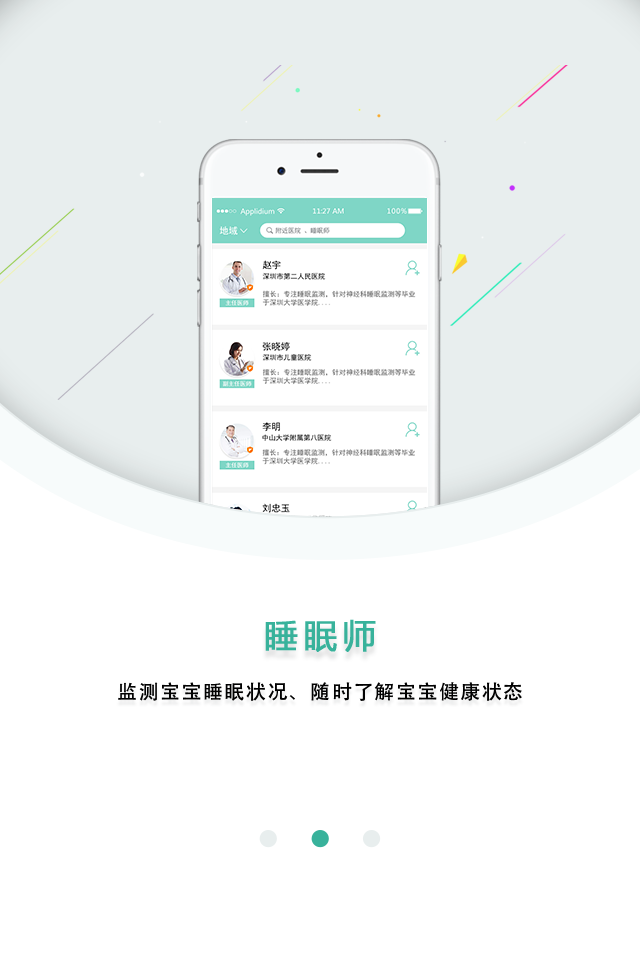 Applidium 11:27 AM 100%
地域 附近医院 、睡眠师
赵宇
深圳市第二人民医院
主任医师
擅长：专注睡眠监测，针对神经科睡眠监测等毕业
于深圳大学医学院....
张晓婷
深圳市儿童医院
副主任医师
擅长：专注睡眠监测，针对神经科睡眠监测等毕业
于深圳大学医学院....
李明
中山大学附属第八医院
主任医师
擅长：专注睡眠监测，针对神经科睡眠监测等毕业
于深圳大学医学院....
刘忠玉
睡眠师
监测宝宝睡眠状况、随时了解宝宝健康状态